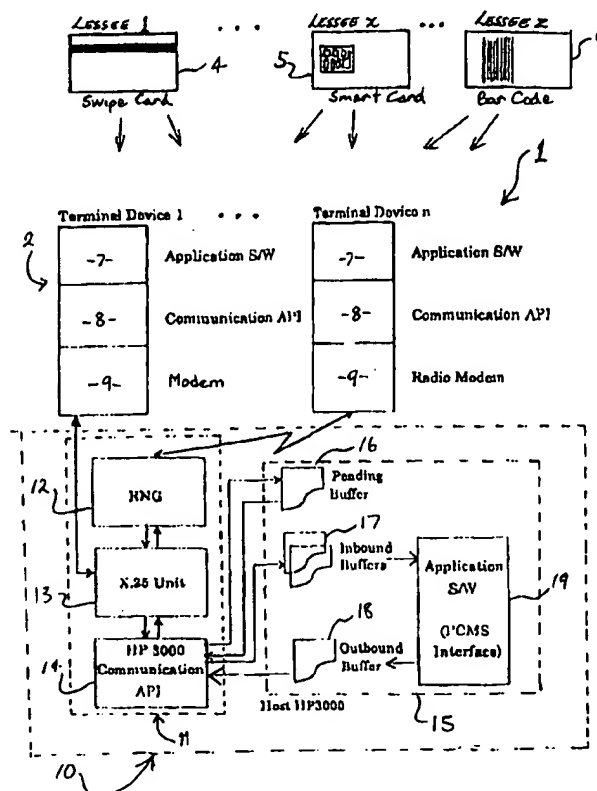 LESSEE 1 ... LESSEE x ... LESSEE z
4 5
Swipe Card Smart Card Bar Code
1
Terminal Device 1 ... Terminal Device n
2
-7- Application S/W -7- Application S/W
-8- Communication API -8- Communication API
-9- Modem -9- Radio Modem
16
12 RNG Pending Buffer
17
Inbound Buffers
13 X.25 Unit Application S/W 19
18
14 HP 3000 Communication API Outbound Buffer Interface)
Host HP3000 15
11
10